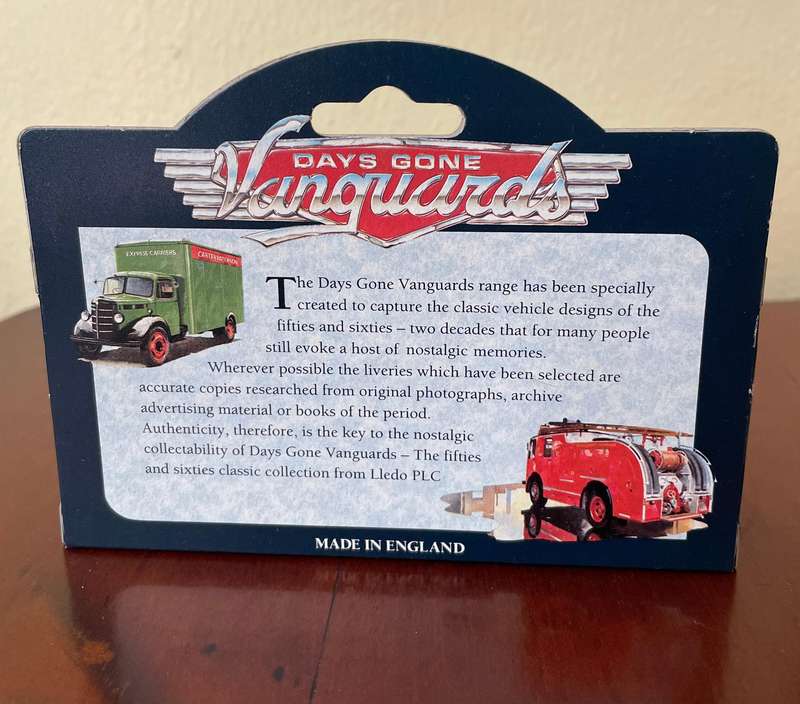 DAYS GONE
Vanguards
EXPRESS CARRIERS
CARTER PATERSON
The Days Gone Vanguards range has been specially
created to capture the classic vehicle designs of the
fifties and sixties – two decades that for many people
still evoke a host of nostalgic memories.
Wherever possible the liveries which have been selected are
accurate copies researched from original photographs, archive
advertising material or books of the period.
Authenticity, therefore, is the key to the nostalgic
collectability of Days Gone Vanguards – The fifties
and sixties classic collection from Lledo PLC
MADE IN ENGLAND